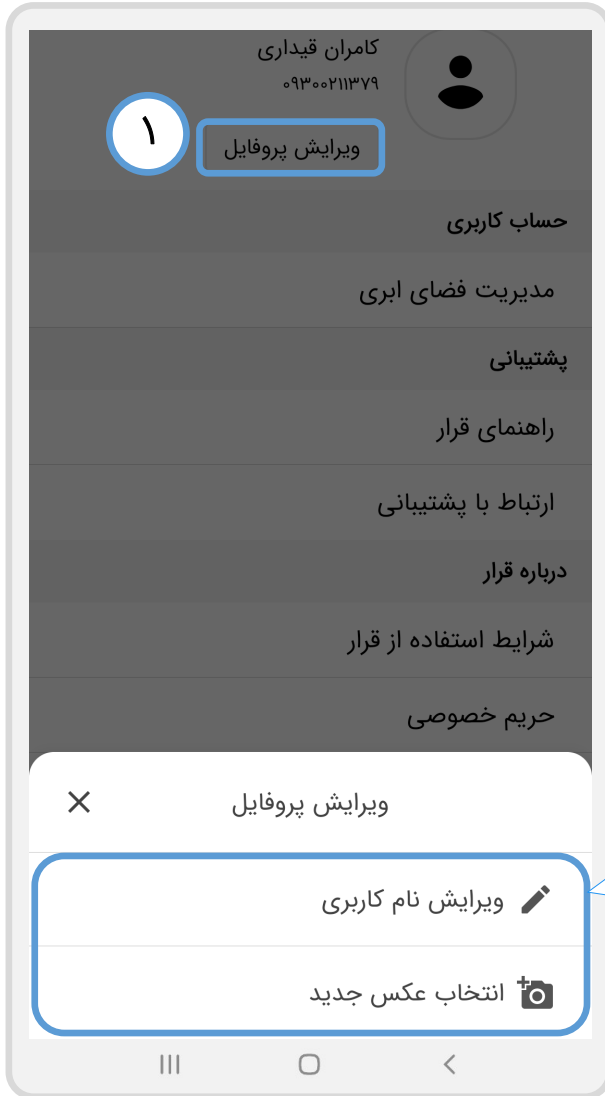 کامران قیداری
۰۹۳۰۰۲۱۱۳۷۹
۱
ویرایش پروفایل
حساب کاربری
مدیریت فضای ابری
پشتیبانی
راهنمای قرار
ارتباط با پشتیبانی
درباره قرار
شرایط استفاده از قرار
حریم خصوصی
ویرایش پروفایل
ویرایش نام کاربری
انتخاب عکس جدید